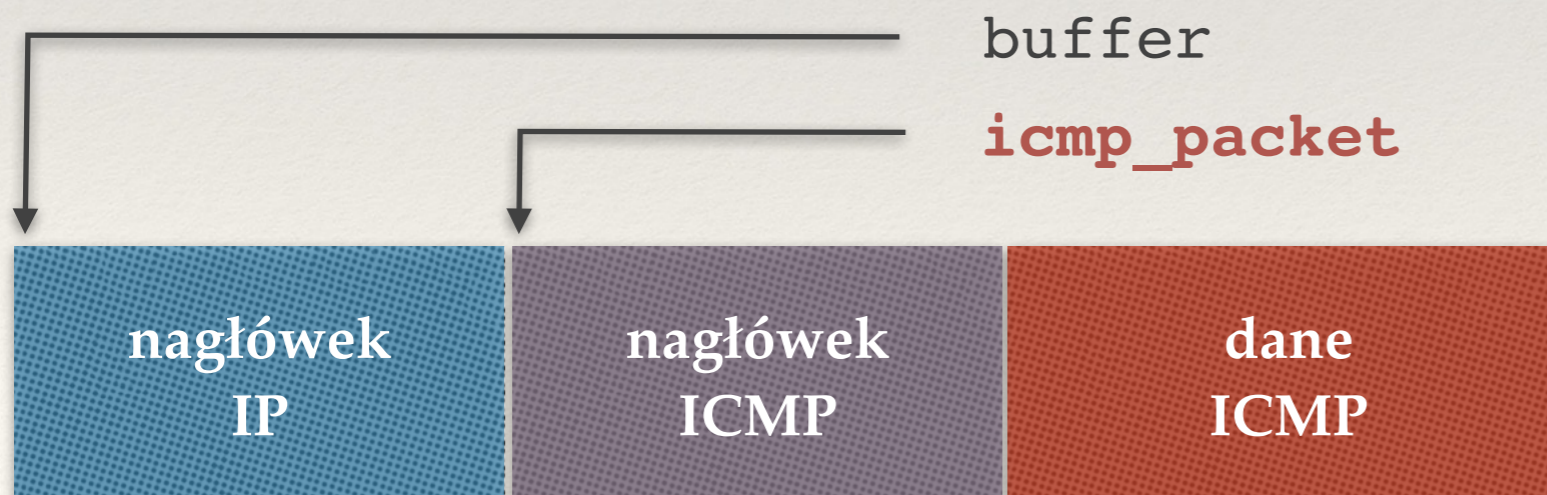 buffer
icmp_packet
nagłówek
IP
nagłówek
ICMP
dane
ICMP